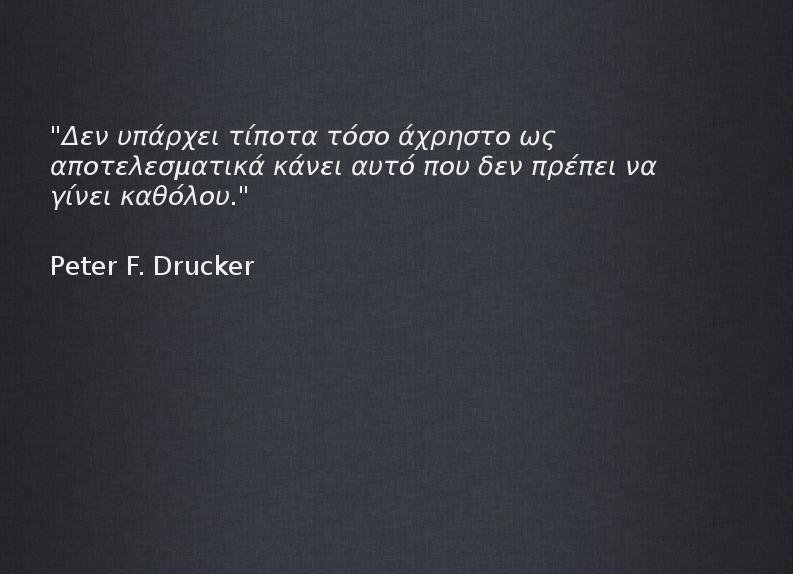 "Δεν υπάρχει τίποτα τόσο άχρηστο ως
αποτελεσματικά κάνει αυτό που δεν πρέπει να
γίνει καθόλου."
Peter F. Drucker